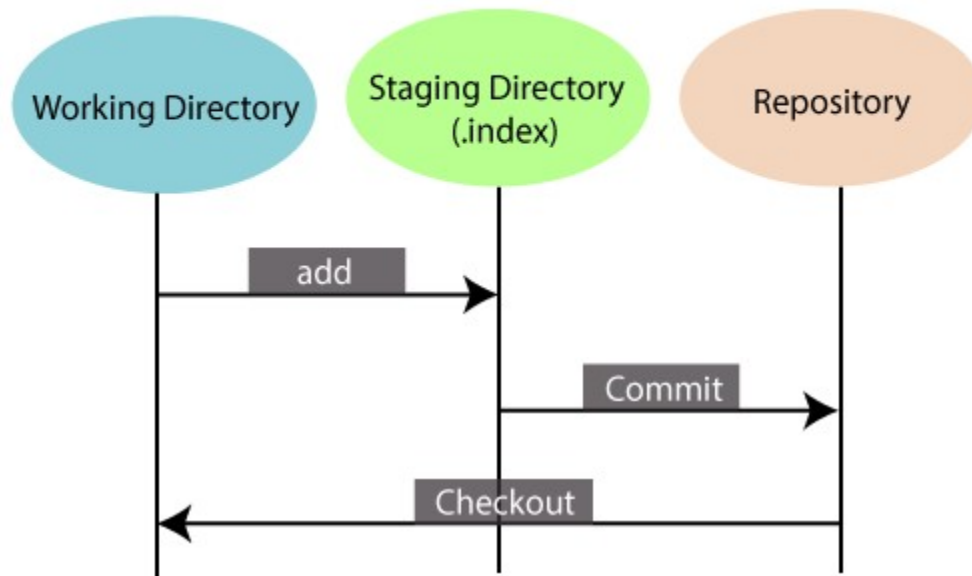 Working Directory
Staging Directory
(.index)
Repository
add
Commit
Checkout